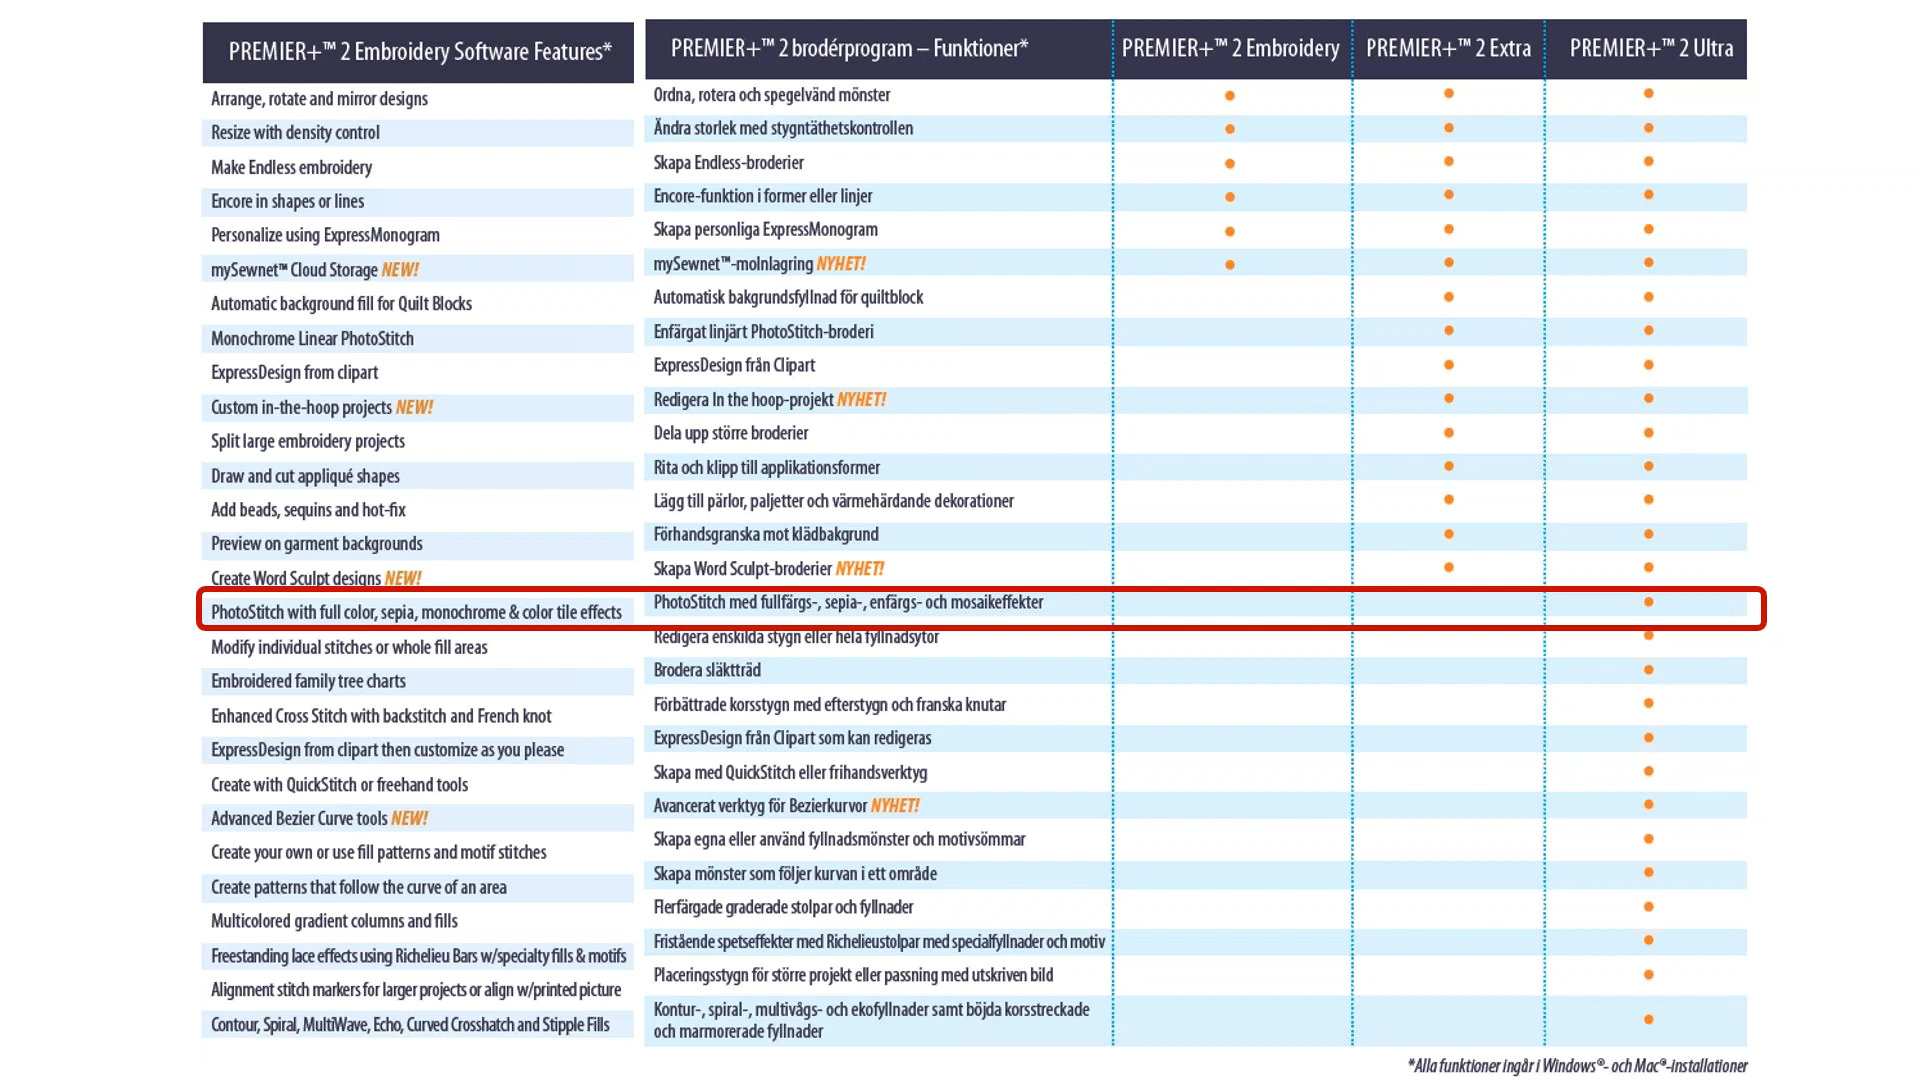 PREMIER+™ 2 Embroidery Software Features*
Arrange, rotate and mirror designs
Resize with density control
Make Endless embroidery
Encore in shapes or lines
Personalize using ExpressMonogram
mySewnet™ Cloud Storage NEW!
Automatic background fill for Quilt Blocks
Monochrome Linear PhotoStitch
ExpressDesign from clipart
Custom in-the-hoop projects NEW!
Split large embroidery projects
Draw and cut appliqué shapes
Add beads, sequins and hot-fix
Preview on garment backgrounds
Create Word Sculpt designs NEW!
PhotoStitch with full color, sepia, monochrome & color tile effects
Modify individual stitches or whole fill areas
Embroidered family tree charts
Enhanced Cross Stitch with backstitch and French knot
ExpressDesign from clipart then customize as you please
Create with QuickStitch or freehand tools
Advanced Bezier Curve tools NEW!
Create your own or use fill patterns and motif stitches
Create patterns that follow the curve of an area
Multicolored gradient columns and fills
Freestanding lace effects using Richelieu Bars w/specialty fills & motifs
Alignment stitch markers for larger projects or align w/printed picture
Contour, Spiral, MultiWave, Echo, Curved Crosshatch and Stipple Fills
PREMIER+™ 2 brodérprogram – Funktioner*
PREMIER+™ 2 Embroidery
PREMIER+™ 2 Extra
PREMIER+™ 2 Ultra
Ordna, rotera och spegelvänd mönster
Ändra storlek med stygntäthetskontrollen
Skapa Endless-broderier
Encore-funktion i former eller linjer
Skapa personliga ExpressMonogram
mySewnet™-molnlagring NYHET!
Automatisk bakgrundsfyllnad för quiltblock
Enfärgat linjärt PhotoStitch-broderi
ExpressDesign från Clipart
Redigera In the hoop-projekt NYHET!
Dela upp större broderier
Rita och klipp till applikationsformer
Lägg till pärlor, paljetter och värmehärdande dekorationer
Förhandsgranska mot klädbakgrund
Skapa Word Sculpt-broderier NYHET!
PhotoStitch med fullfärgs-, sepia-, enfärgs- och mosaikeffekter
Redigera enskilda stygn eller hela fyllnadsytor
Brodera släktträd
Förbättrade korsstygn med efterstygn och franska knutar
ExpressDesign från Clipart som kan redigeras
Skapa med QuickStitch eller frihandsverktyg
Avancerat verktyg för Bezierkurvor NYHET!
Skapa egna eller använd fyllnadsmönster och motivsömmar
Skapa mönster som följer kurvan i ett område
Flerfärgade graderade stolpar och fyllnader
Fristående spetseffekter med Richelieustolpar med specialfyllnader och motiv
Placeringsstygn för större projekt eller passning med utskriven bild
Kontur-, spiral-, multivågs- och ekofyllnader samt böjda korsstreckade
och marmorerade fyllnader
*Alla funktioner ingår i Windows®- och Mac®-installationer